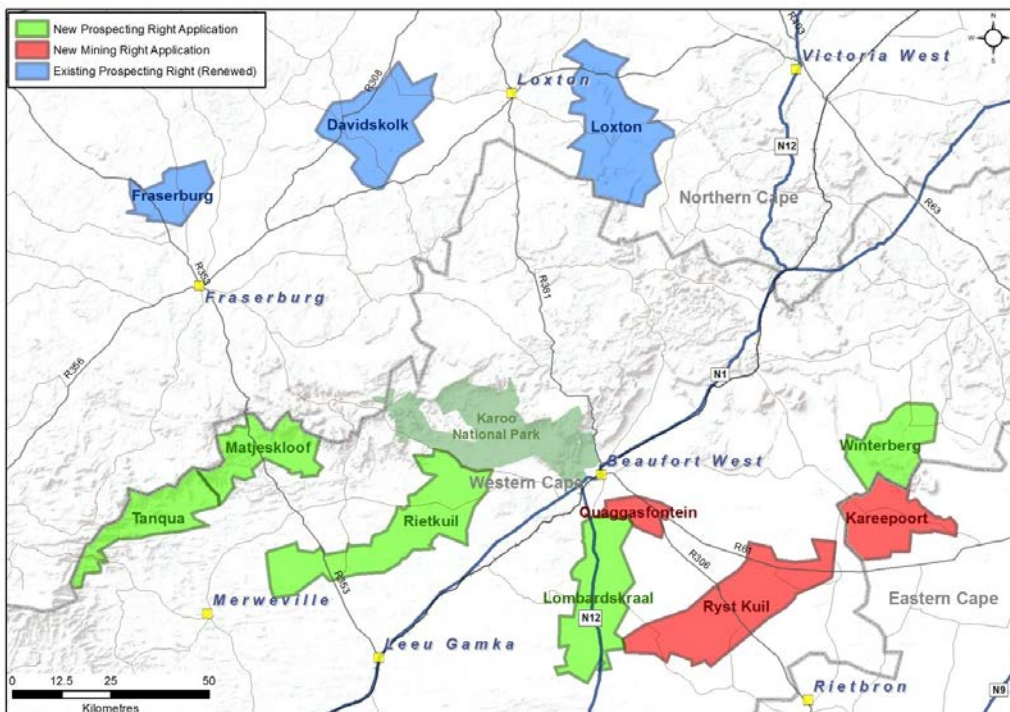 New Prospecting Right Application
New Mining Right Application
Existing Prospecting Right (Renewed)
N
W
S
R403
Victoria West
R308
Loxton
Davidskolk
Loxton
N12
Fraserburg
Northern Cape
R63
R353
Fraserburg
R381
R356
N1
Karoo
National Park
Matjeskloof
Winterberg
Beaufort West
Western Cape
Tanqua
Rietkuil
Quaggasfontein
Kareepoort
R61
R306
R353
Merweville
Lombardskraal
Ryst Kuil
Eastern Cape
N12
Leeu Gamka
Rietbron
N9
0 12.5 25 50
Kilometres